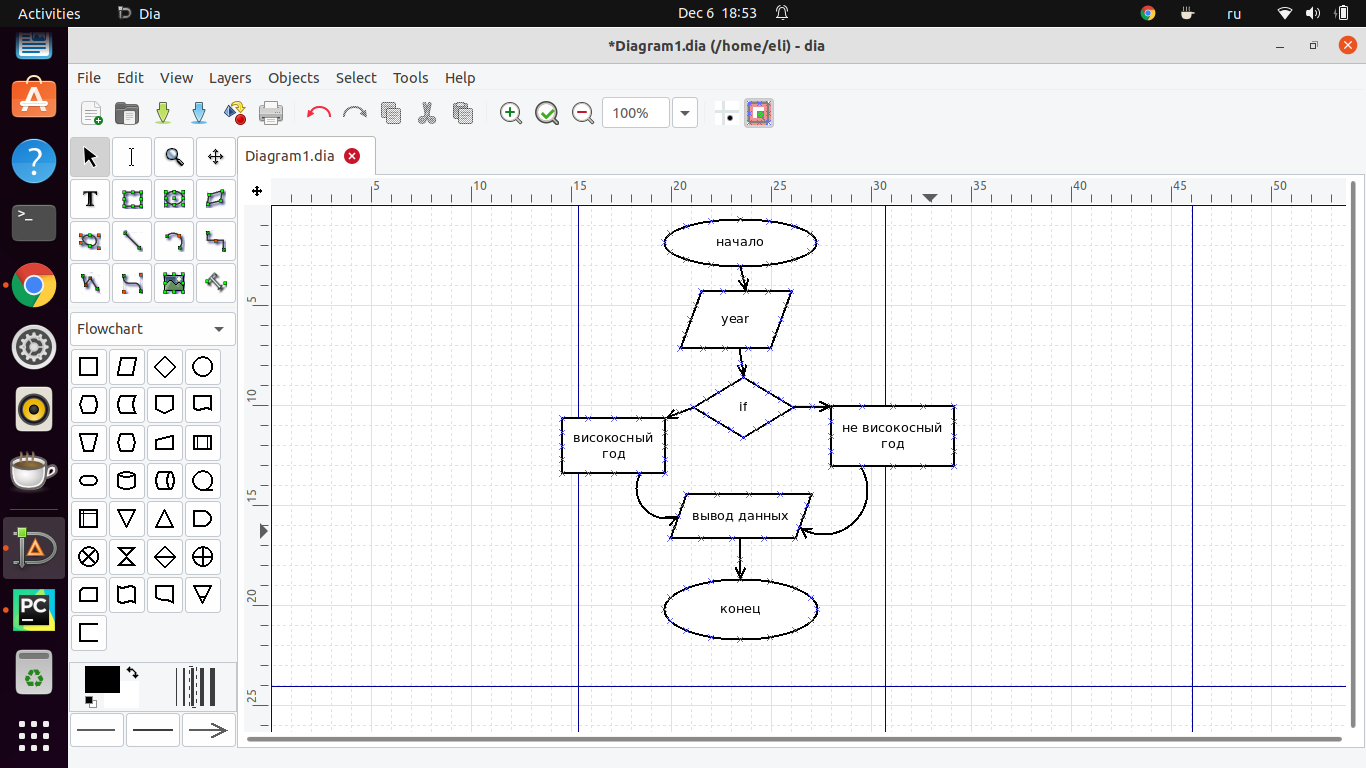 Activities
Dia
Dec 6 18:53
ru
*Diagram1.dia (/home/eli) - dia
File Edit View Layers Objects Select Tools Help
100%
Diagram1.dia
5 10 15 20 25 30 35 40 45 50
5
10
15
20
25
T
Flowchart
начало
year
if
високосный
год
не високосный
год
вывод данных
конец
?
>_
PC